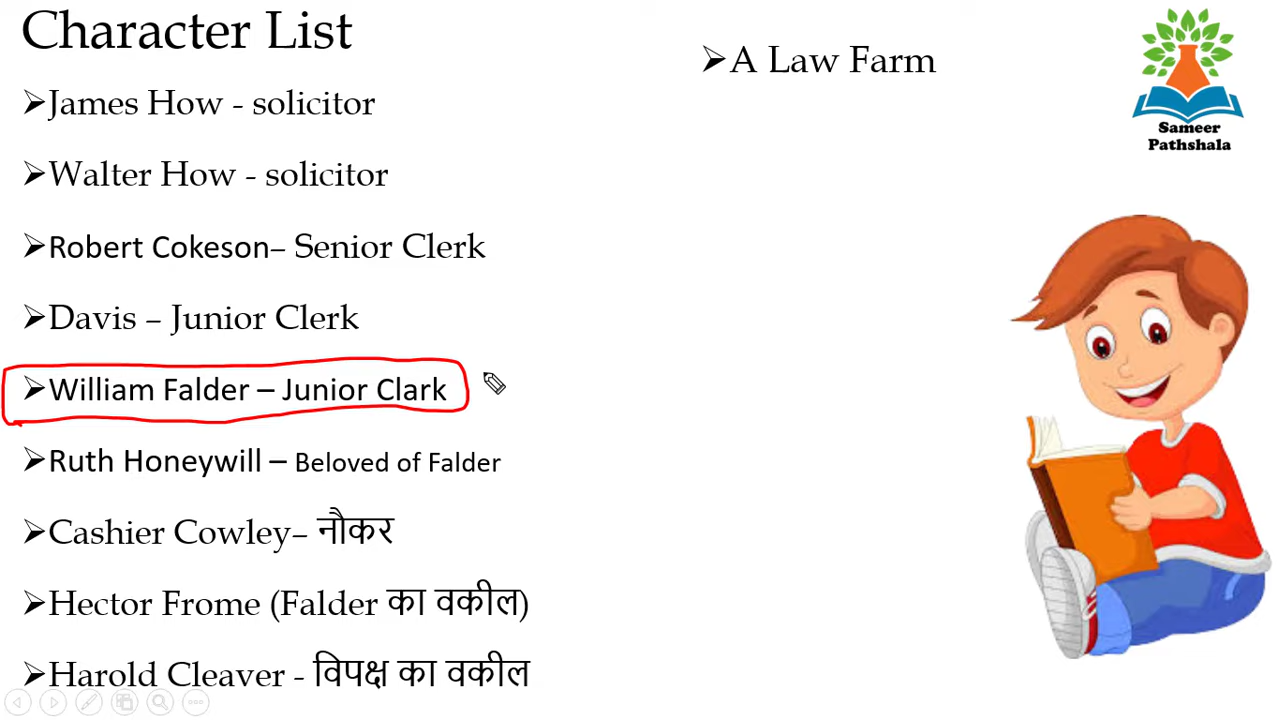 Character List
➢James How - solicitor
➢Walter How - solicitor
➢Robert Cokeson– Senior Clerk
➢Davis – Junior Clerk
➢William Falder – Junior Clark
➢Ruth Honeywill – Beloved of Falder
➢Cashier Cowley– नौकर
➢Hector Frome (Falder का वकील)
➢Harold Cleaver - विपक्ष का वकील
➢A Law Farm
Sameer
Pathshala